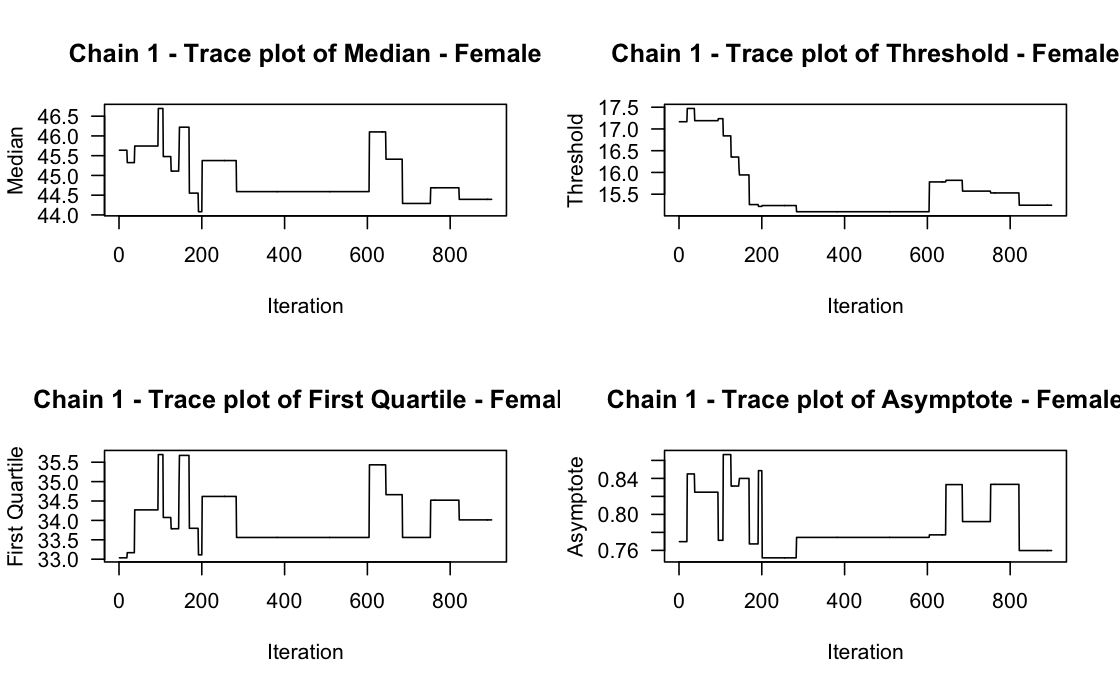 Chain 1 - Trace plot of Median - Female
Median
46.5
46.0
45.5
45.0
44.5
44.0
0 200 400 600 800
Iteration
Chain 1 - Trace plot of Threshold - Female
Threshold
17.5
17.0
16.5
16.0
15.5
0 200 400 600 800
Iteration
Chain 1 - Trace plot of First Quartile - Femal
First Quartile
35.5
35.0
34.5
34.0
33.5
33.0
0 200 400 600 800
Iteration
Chain 1 - Trace plot of Asymptote - Female
Asymptote
0.84
0.80
0.76
0 200 400 600 800
Iteration